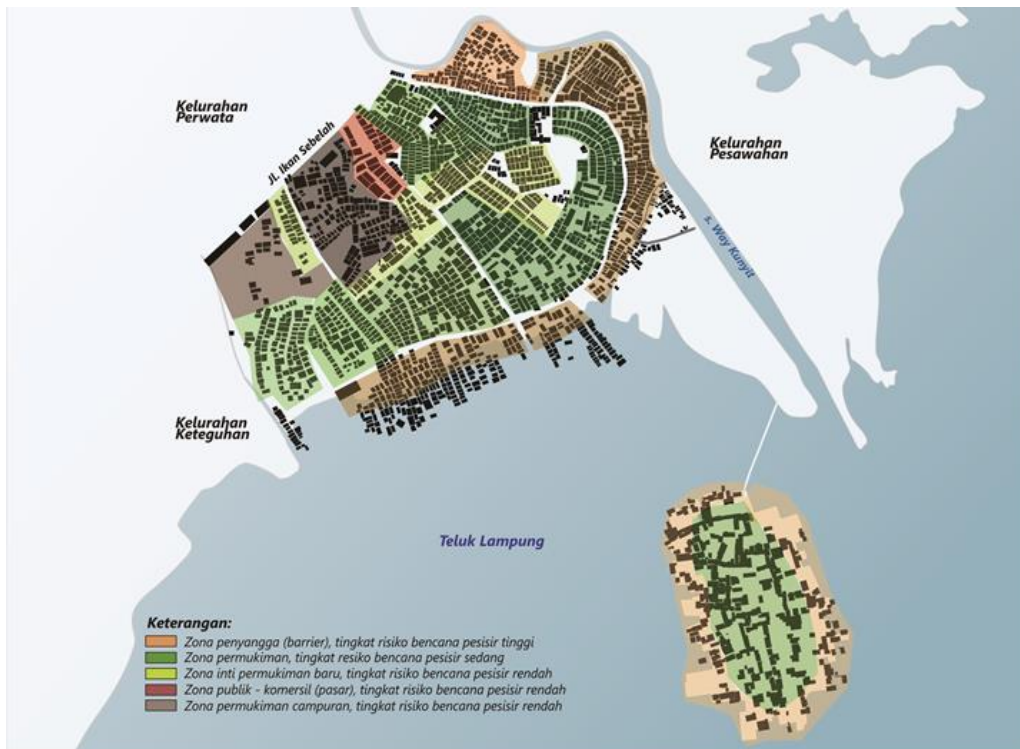 Kelurahan
Perwata
Jl. Ikan Sebelah
Kelurahan
Pesawahan
s. Way Kunyit
Kelurahan
Keteguhan
Teluk Lampung
Keterangan:
Zona penyangga (barrier), tingkat risiko bencana pesisir tinggi
Zona permukiman, tingkat resiko bencana pesisir sedang
Zona inti permukiman baru, tingkat risiko bencana pesisir rendah
Zona publik - komersil (pasar), tingkat risiko bencana pesisir rendah
Zona permukiman campuran, tingkat risiko bencana pesisir rendah